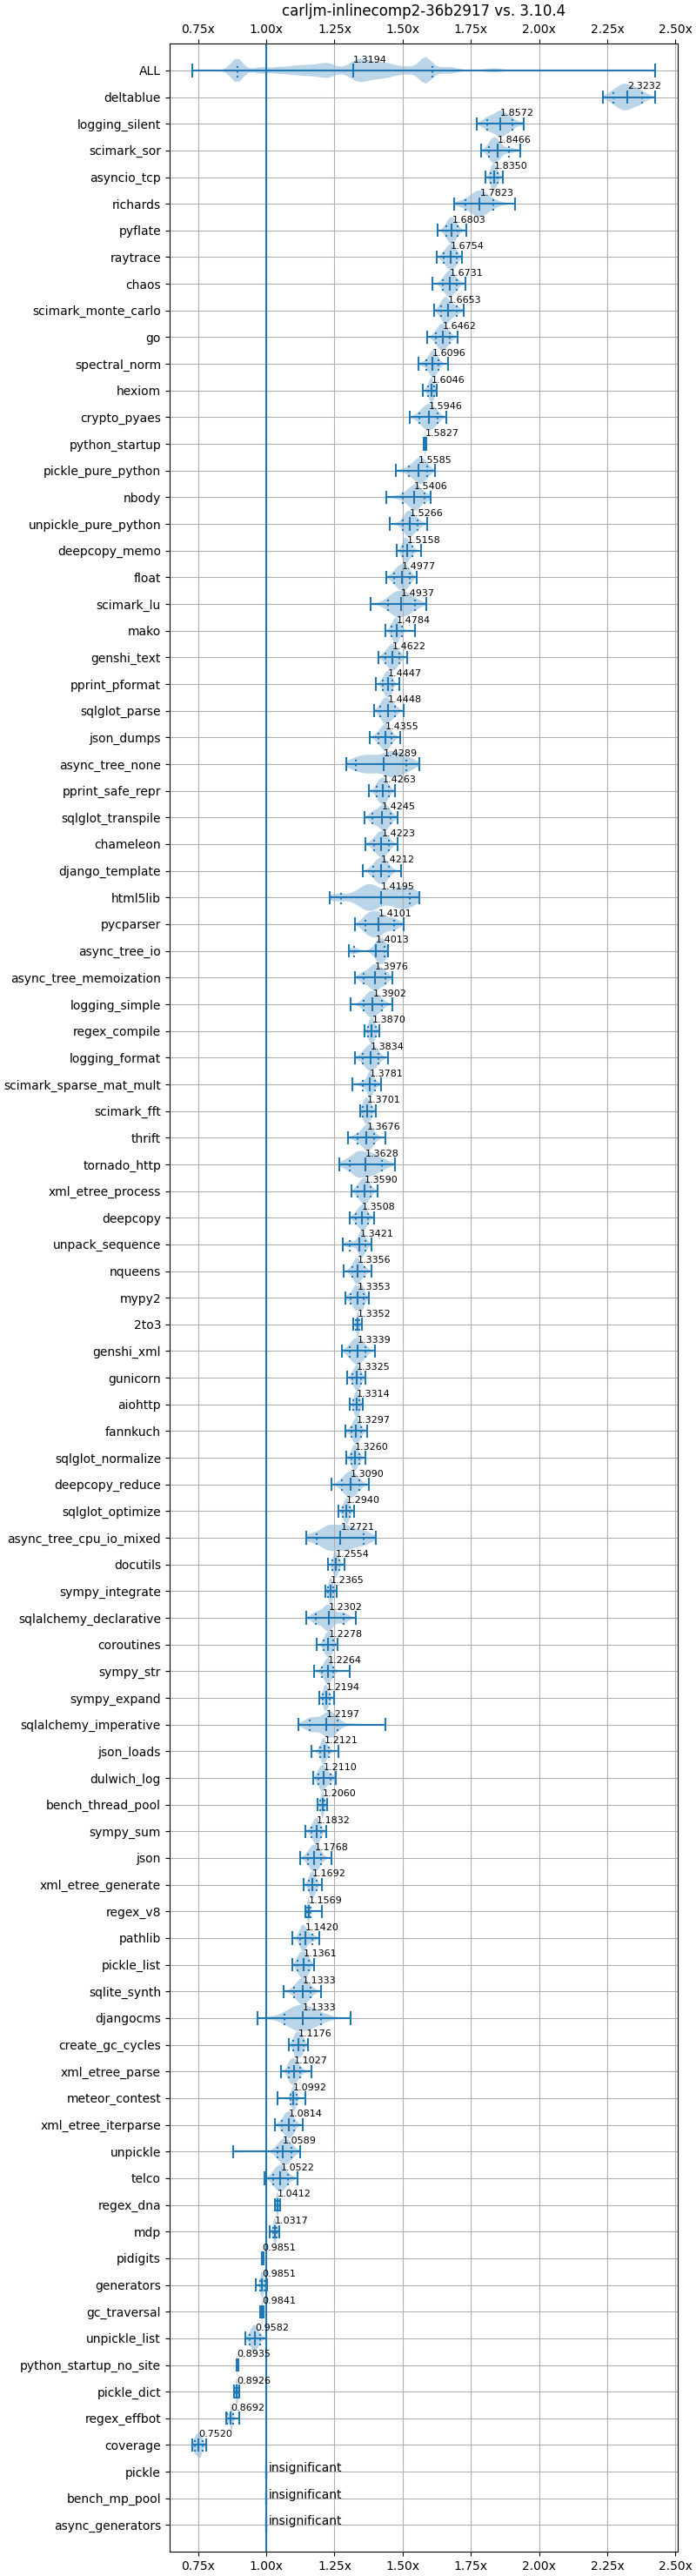 carljm-inlinecomp2-36b2917 vs. 3.10.4
0.75x 1.00x 1.25x 1.50x 1.75x 2.00x 2.25x 2.50x
ALL 1.3194
deltablue 2.3232
logging_silent 1.8572
scimark_sor 1.8466
asyncio_tcp 1.8350
richards 1.7823
pyflate 1.6803
raytrace 1.6754
chaos 1.6731
scimark_monte_carlo 1.6653
go 1.6462
spectral_norm 1.6096
hexiom 1.6046
crypto_pyaes 1.5946
python_startup 1.5827
pickle_pure_python 1.5585
nbody 1.5406
unpickle_pure_python 1.5266
deepcopy_memo 1.5158
float 1.4977
scimark_lu 1.4937
mako 1.4784
genshi_text 1.4622
pprint_pformat 1.4447
sqlglot_parse 1.4448
json_dumps 1.4355
async_tree_none 1.4289
pprint_safe_repr 1.4263
sqlglot_transpile 1.4245
chameleon 1.4223
django_template 1.4212
html5lib 1.4195
pycparser 1.4101
async_tree_io 1.4013
async_tree_memoization 1.3976
logging_simple 1.3902
regex_compile 1.3870
logging_format 1.3834
scimark_sparse_mat_mult 1.3781
scimark_fft 1.3701
thrift 1.3676
tornado_http 1.3628
xml_etree_process 1.3590
deepcopy 1.3508
unpack_sequence 1.3421
nqueens 1.3356
mypy2 1.3353
2to3 1.3352
genshi_xml 1.3339
gunicorn 1.3325
aiohttp 1.3314
fannkuch 1.3297
sqlglot_normalize 1.3260
deepcopy_reduce 1.3090
sqlglot_optimize 1.2940
async_tree_cpu_io_mixed 1.2721
docutils 1.2554
sympy_integrate 1.2365
sqlalchemy_declarative 1.2302
coroutines 1.2278
sympy_str 1.2264
sympy_expand 1.2194
sqlalchemy_imperative 1.2197
json_loads 1.2121
dulwich_log 1.2110
bench_thread_pool 1.2060
sympy_sum 1.1832
json 1.1768
xml_etree_generate 1.1692
regex_v8 1.1569
pathlib 1.1420
pickle_list 1.1361
sqlite_synth 1.1333
djangocms 1.1333
create_gc_cycles 1.1176
xml_etree_parse 1.1027
meteor_contest 1.0992
xml_etree_iterparse 1.0814
unpickle 1.0589
telco 1.0522
regex_dna 1.0412
mdp 1.0317
pidigits 0.9851
generators 0.9851
gc_traversal 0.9841
unpickle_list 0.9582
python_startup_no_site 0.8935
pickle_dict 0.8926
regex_effbot 0.8692
coverage 0.7520
pickle insignificant
bench_mp_pool insignificant
async_generators insignificant
0.75x 1.00x 1.25x 1.50x 1.75x 2.00x 2.25x 2.50x